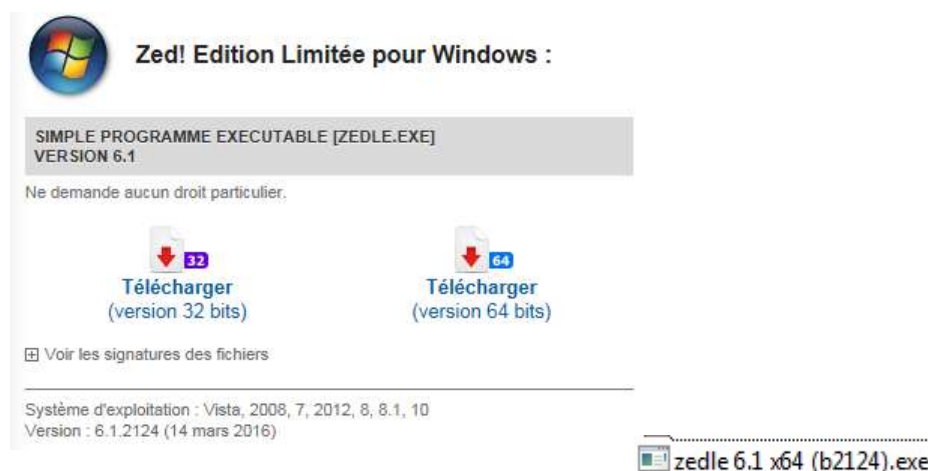 Zed! Edition Limitée pour Windows :
SIMPLE PROGRAMME EXECUTABLE [ZEDLE.EXE]
VERSION 6.1
Ne demande aucun droit particulier.
32
64
Télécharger
(version 32 bits)
Télécharger
(version 64 bits)
Voir les signatures des fichiers
Système d'exploitation : Vista, 2008, 7, 2012, 8, 8.1, 10
Version : 6.1.2124 (14 mars 2016)
zedle 6.1 x64 (b2124).exe